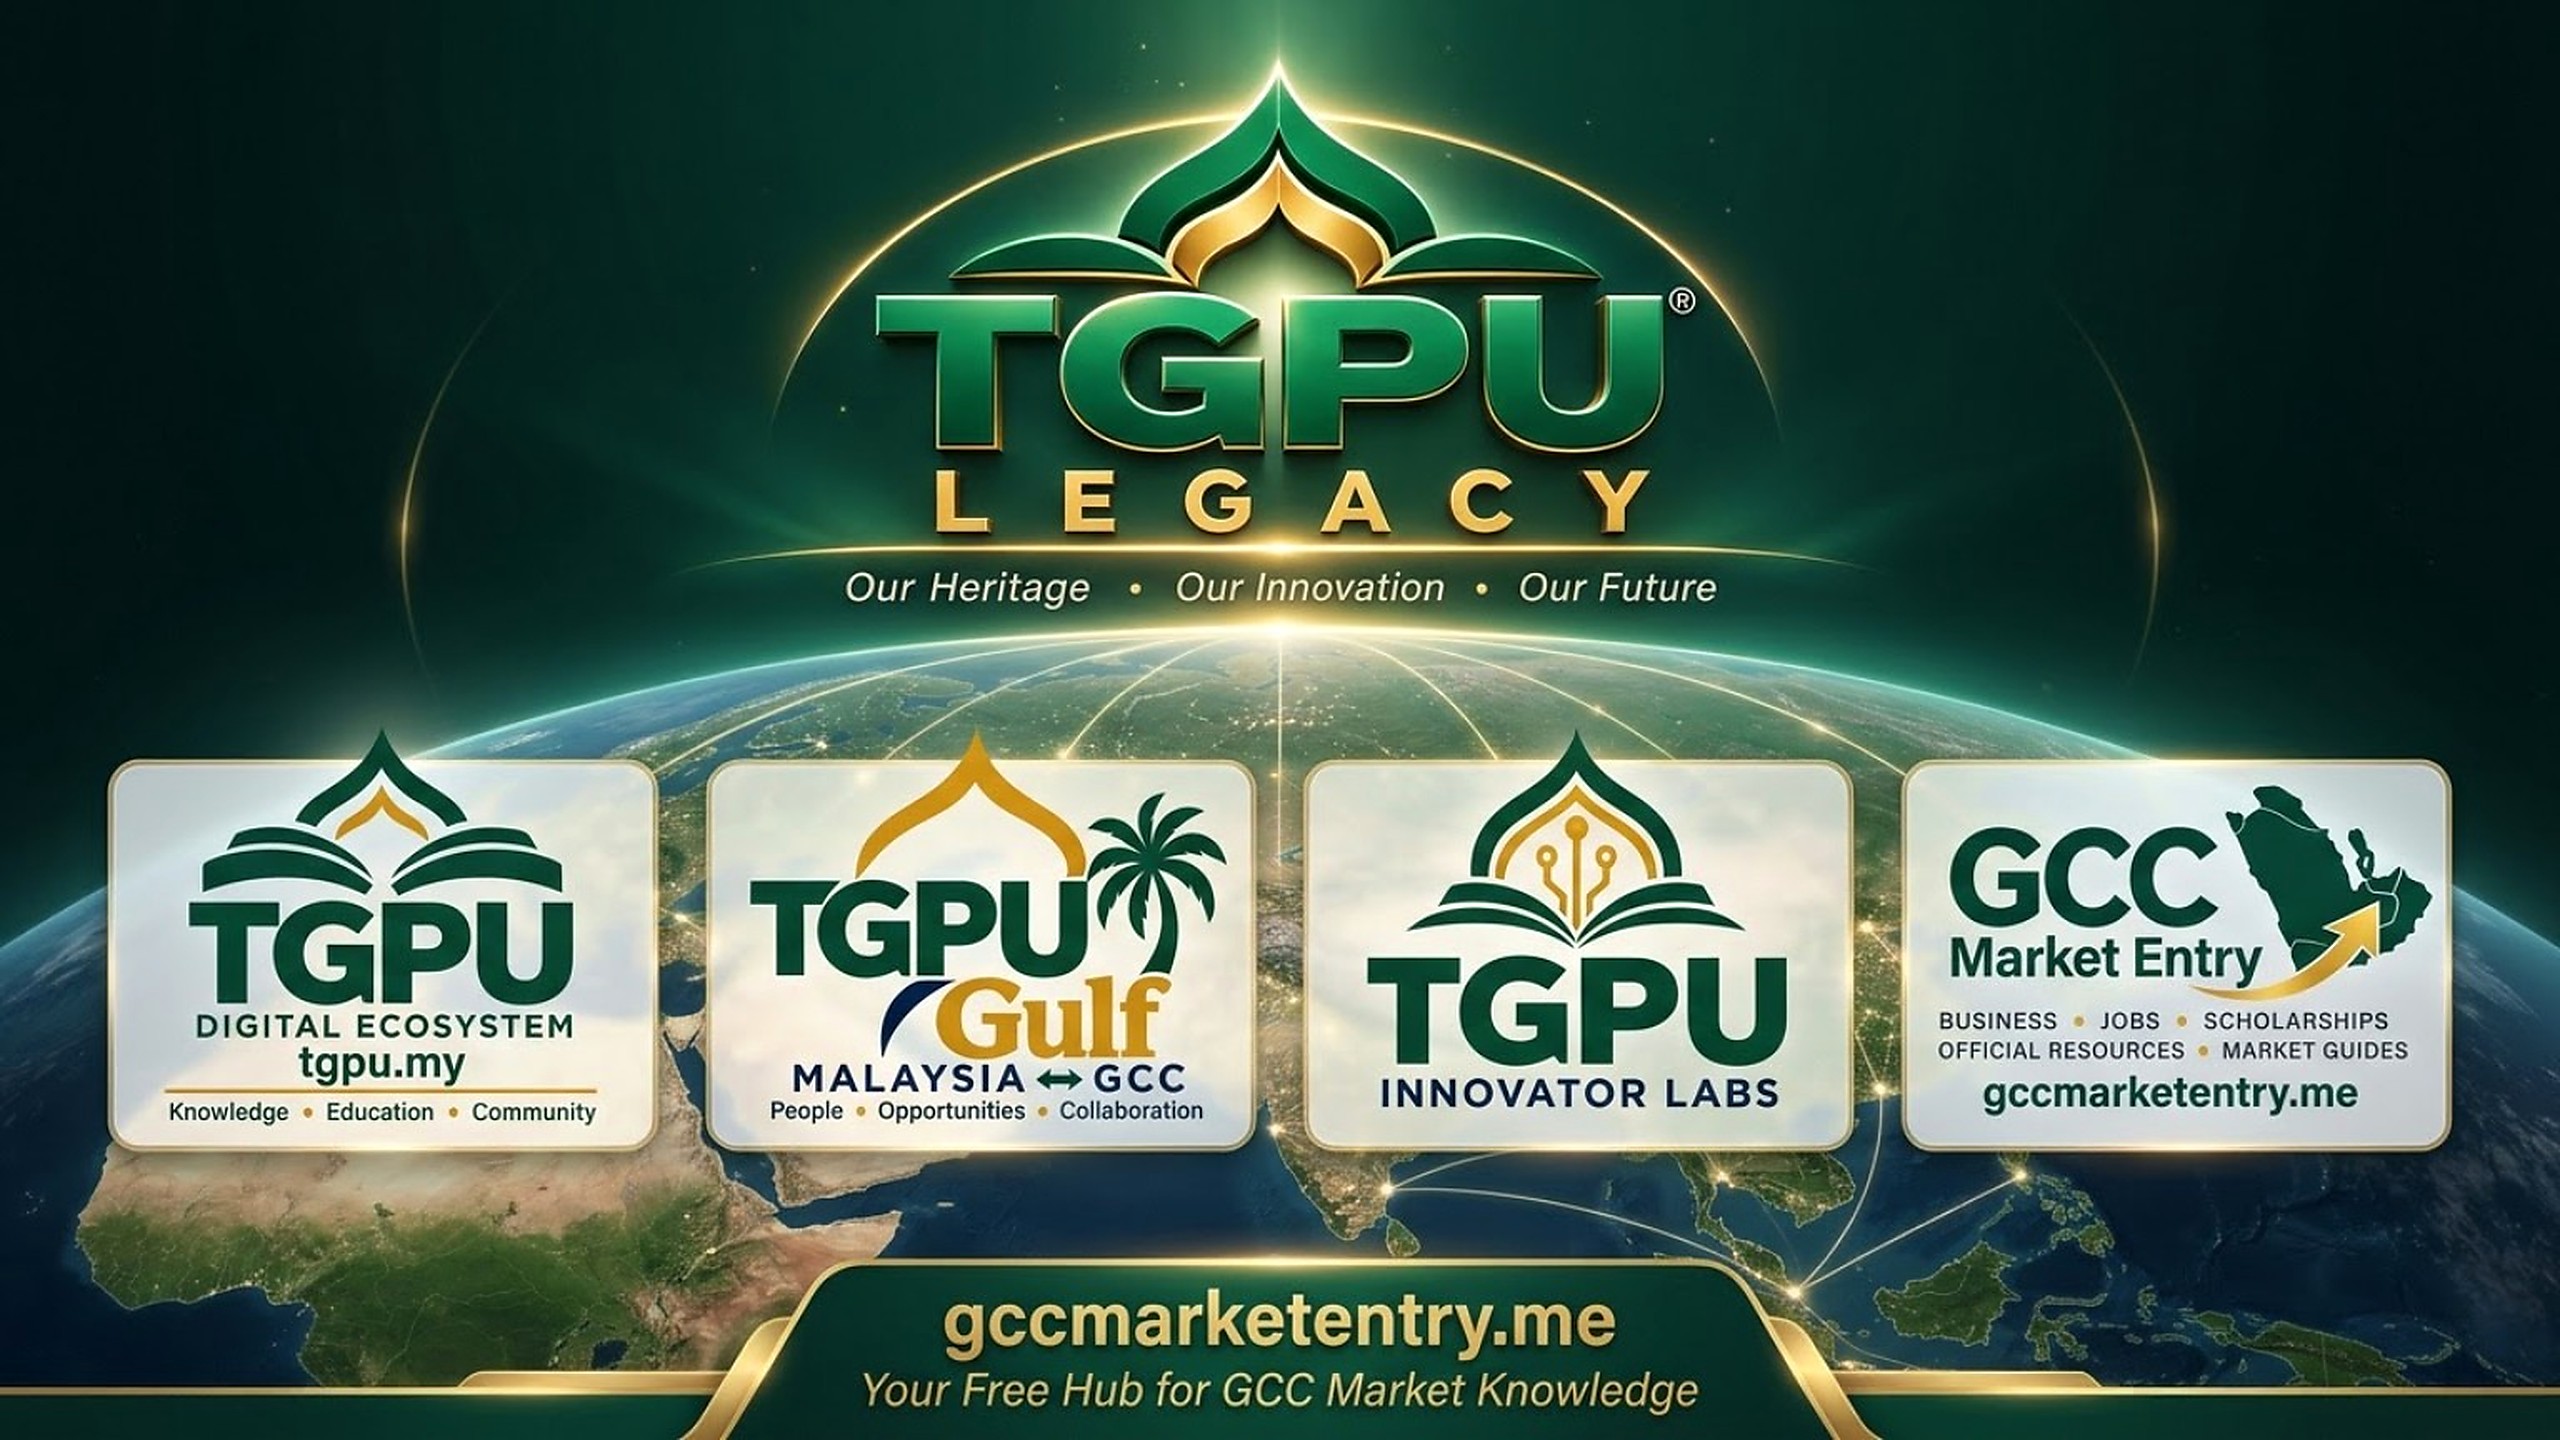 TGPU®
LEGACY
Our Heritage • Our Innovation • Our Future
TGPU
DIGITAL ECOSYSTEM
tgpu.my
Knowledge • Education • Community
TGPU
Gulf
MALAYSIA ↔ GCC
People • Opportunities • Collaboration
TGPU
INNOVATOR LABS
GCC
Market Entry
BUSINESS • JOBS • SCHOLARSHIPS
OFFICIAL RESOURCES • MARKET GUIDES
gccmarketentry.me
gccmarketentry.me
Your Free Hub for GCC Market Knowledge